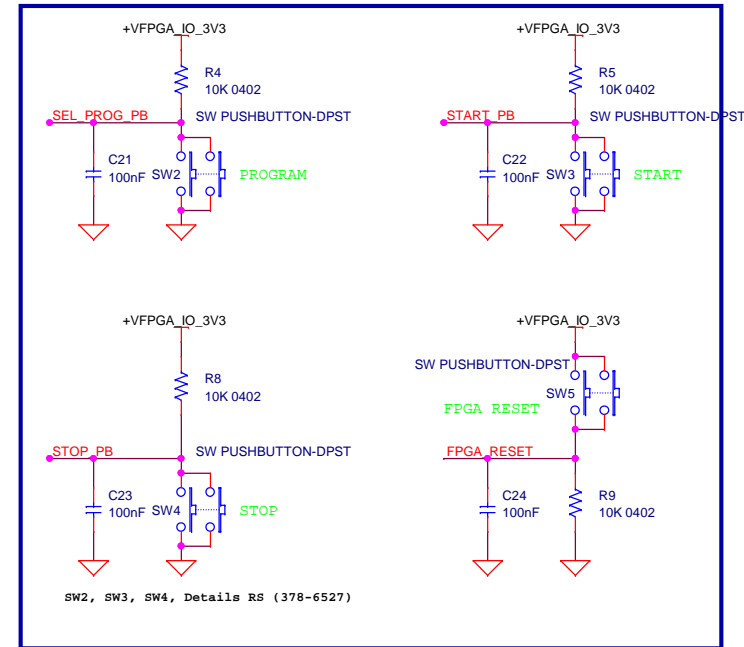 +VFPGA_IO_3V3
R4
10K 0402
SEL_PROG_PB
SW PUSHBUTTON-DPST
C21
100nF
SW2
PROGRAM
+VFPGA_IO_3V3
R5
10K 0402
START_PB
SW PUSHBUTTON-DPST
C22
100nF
SW3
START
+VFPGA_IO_3V3
R8
10K 0402
STOP_PB
SW PUSHBUTTON-DPST
C23
100nF
SW4
STOP
+VFPGA_IO_3V3
SW PUSHBUTTON-DPST
SW5
FPGA RESET
FPGA_RESET
C24
100nF
R9
10K 0402
SW2, SW3, SW4, Details RS (378-6527)